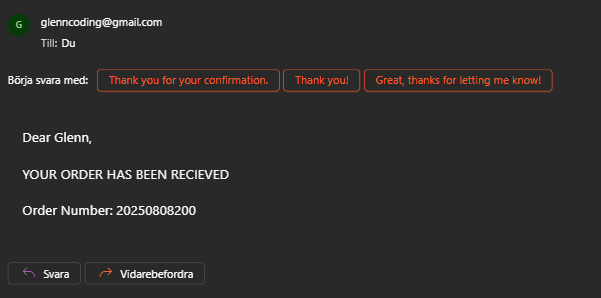 G
glenncoding@gmail.com
Till: Du
Börja svara med: Thank you for your confirmation. Thank you! Great, thanks for letting me know!
Dear Glenn,
YOUR ORDER HAS BEEN RECIEVED
Order Number: 20250808200
Svara Vidarebefordra